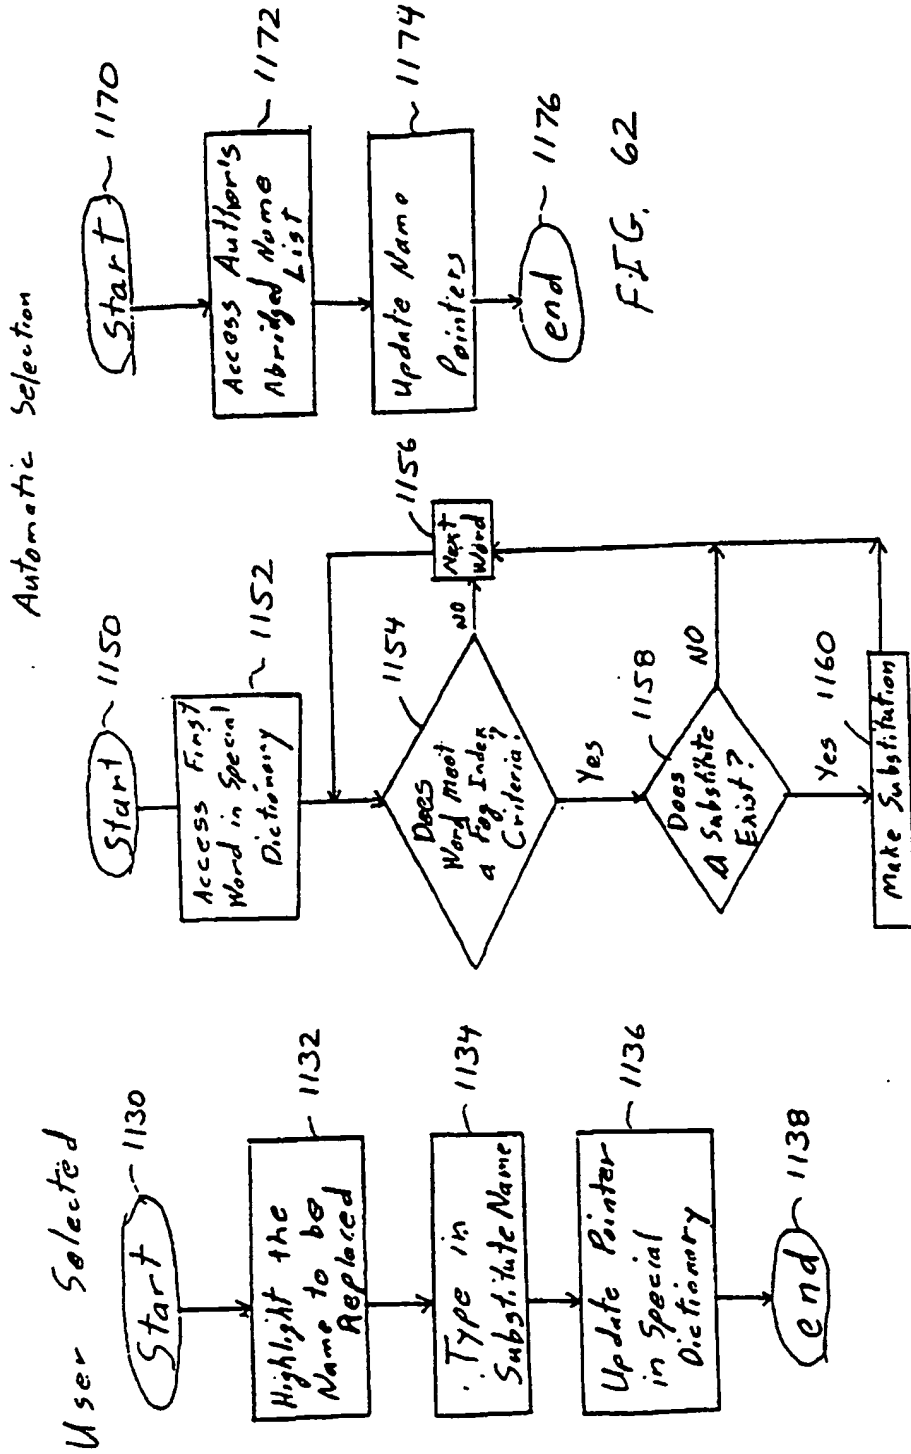 User Selected
Start
1130
Highlight the
Name to be
Replaced
1132
Type in
Substitute Name
1134
Update Pointer
in Special
Dictionary
1136
end
1138
Automatic Selection
Start
1150
Access First
Word in Special
Dictionary
1152
Does
Word meet
a Fog Index
Criteria?
1154
NO
Next
Word
1156
Yes
Does
a Substitute
Exist?
1158
NO
Yes
Make Substitution
1160
Start
1170
Access Author's
Abridged Name
List
1172
Update Name
Pointers
1174
end
1176
FIG. 62